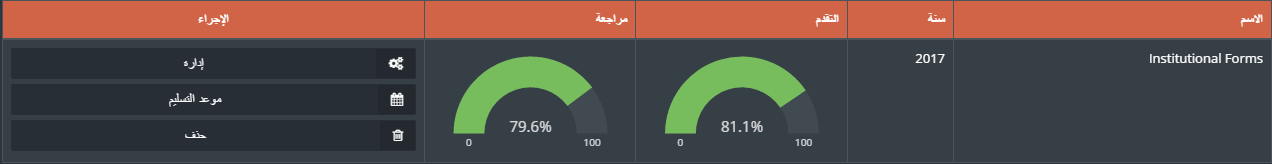 الاسم
سنة
التقدم
مراجعة
الإجراء
Institutional Forms
2017
81.1%
0
100
79.6%
0
100
إدارة
موعد التسليم
حذف